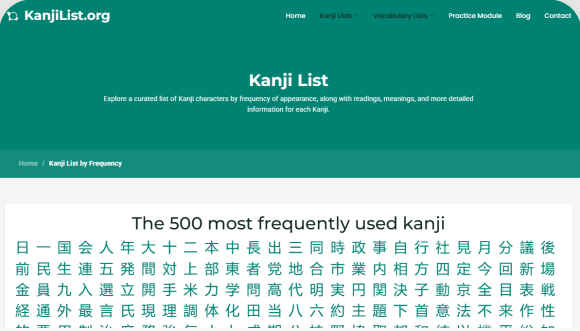 KanjiList.org
Home Kanji Lists Vocabulary Lists Practice Module Blog Contact
Kanji List
Explore a curated list of Kanji characters by frequency of appearance, along with readings, meanings, and more detailed
information for each Kanji.
Home / Kanji List by Frequency
The 500 most frequently used kanji
日 一 国 会 人 年 大 十 二 本 中 長 出 三 同 時 政 事 自 行 社 見 月 分 議 後
前 民 生 連 五 発 間 対 上 部 東 者 党 地 合 市 業 内 相 方 四 定 今 回 新 場
金 員 九 入 選 立 開 手 米 力 学 問 高 代 明 実 円 関 決 子 動 京 全 目 表 戦
経 通 外 最 言 氏 現 理 調 体 化 田 当 八 六 約 主 題 下 首 意 法 不 来 作 性